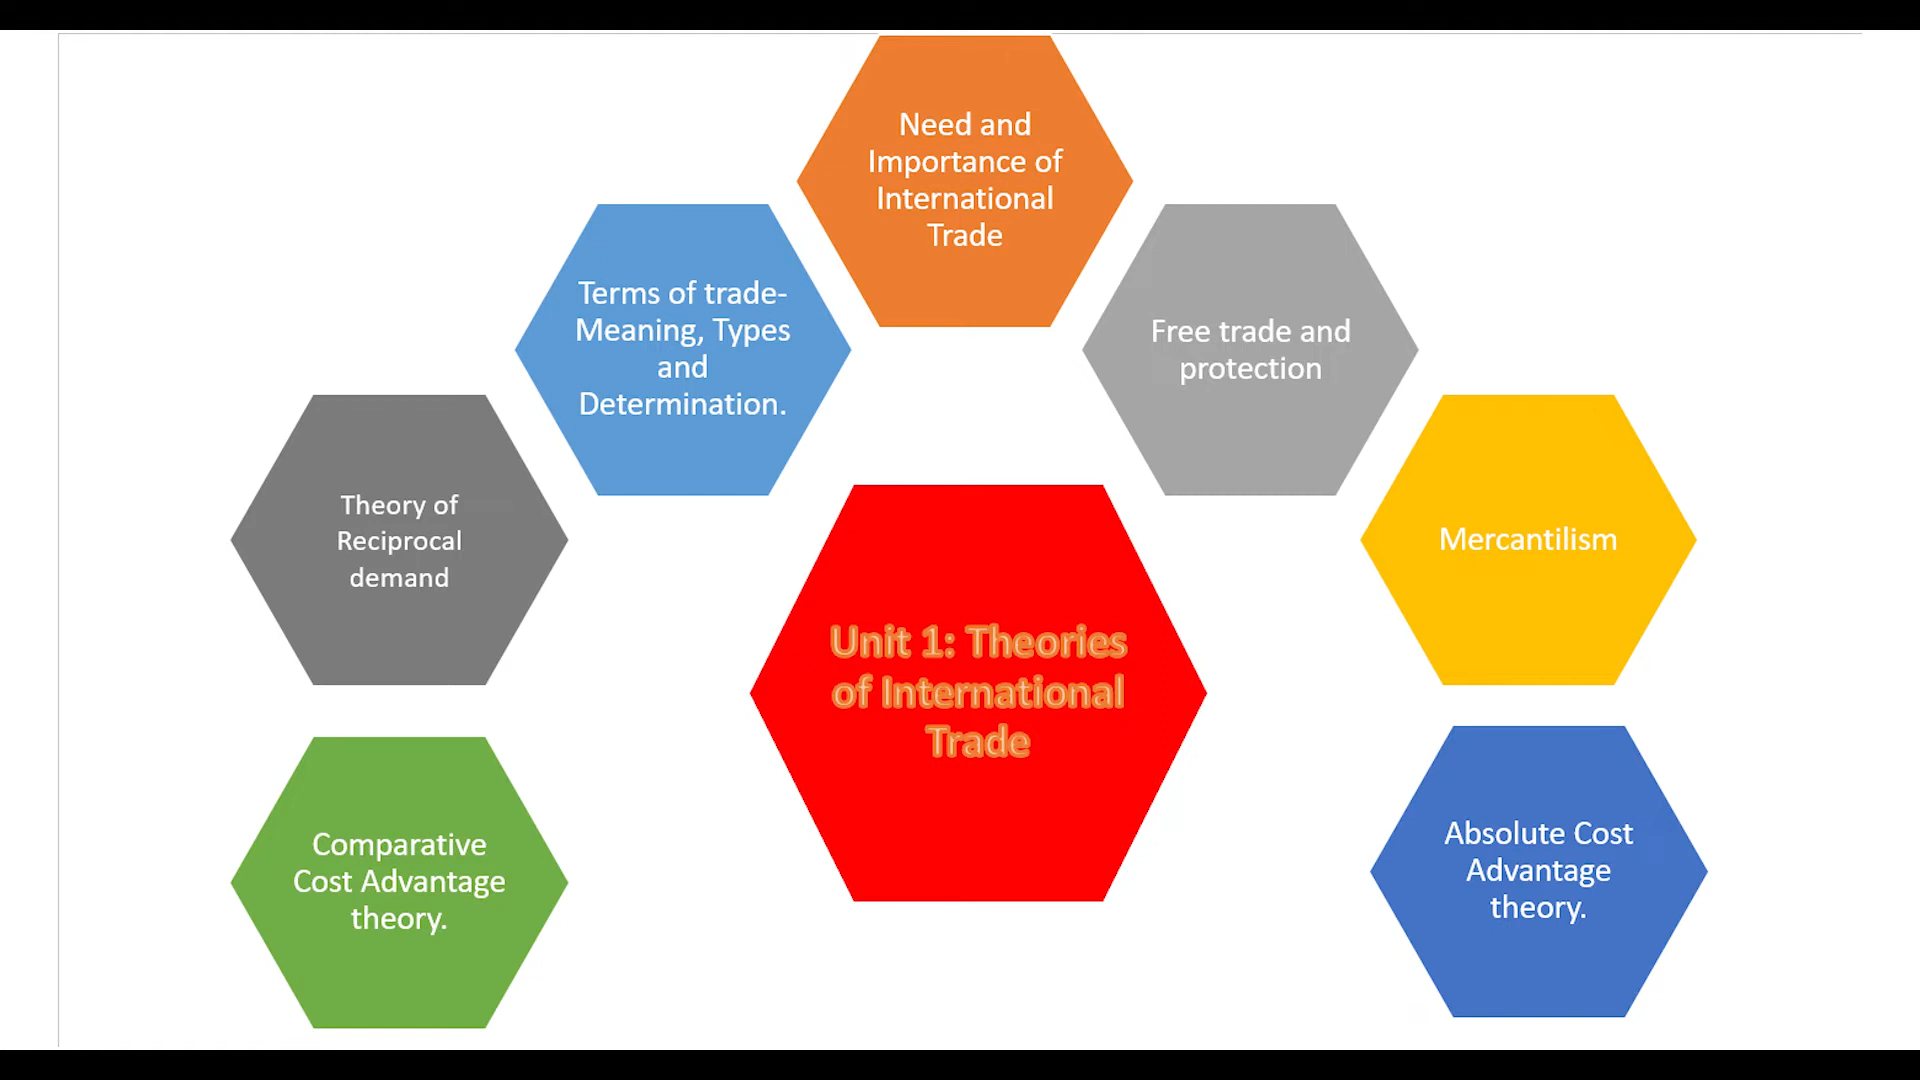 Need and
Importance of
International
Trade
Terms of trade-
Meaning, Types
and
Determination.
Free trade and
protection
Theory of
Reciprocal
demand
Mercantilism
Unit 1: Theories
of International
Trade
Comparative
Cost Advantage
theory.
Absolute Cost
Advantage
theory.